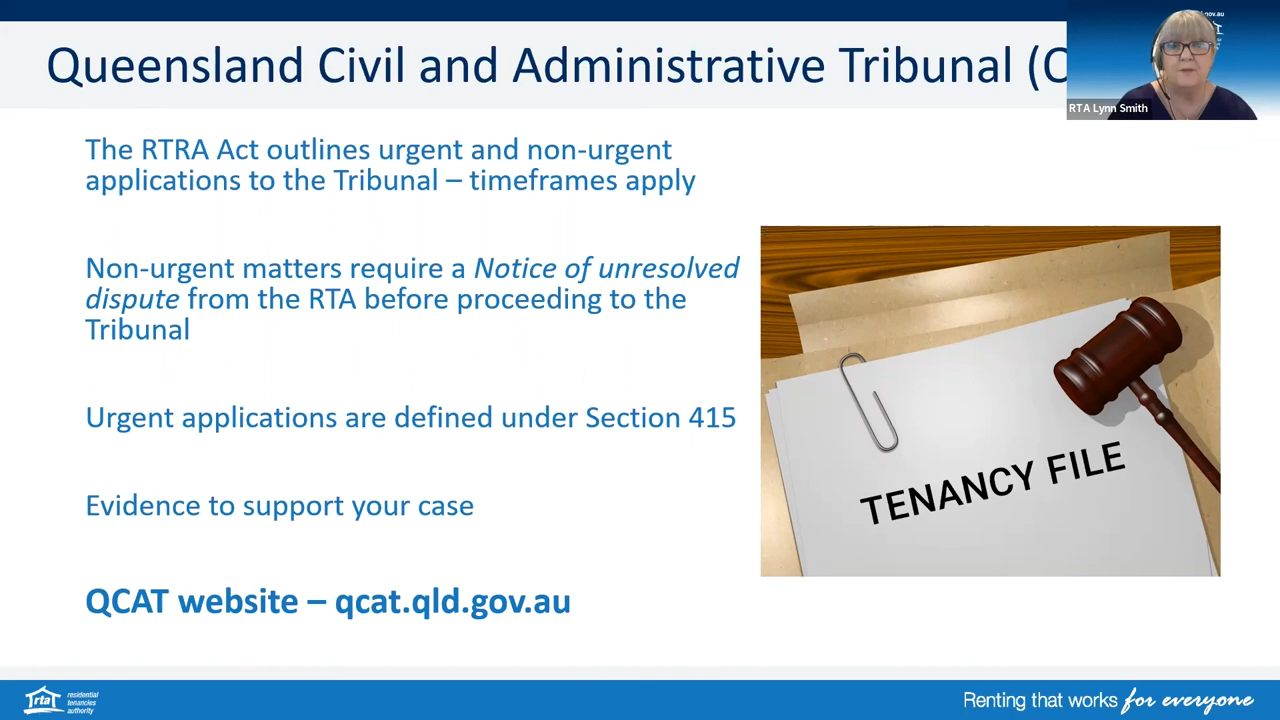 Queensland Civil and Administrative Tribunal (
.gov.au
RTA Lynn Smith
The RTRA Act outlines urgent and non-urgent
applications to the Tribunal – timeframes apply
Non-urgent matters require a Notice of unresolved
dispute from the RTA before proceeding to the
Tribunal
Urgent applications are defined under Section 415
Evidence to support your case
TENANCY FILE
QCAT website – qcat.qld.gov.au
rta
residential
tenancies
authority
Renting that works for everyone